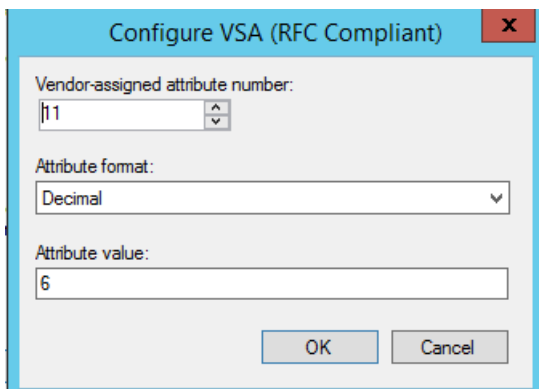 Configure VSA (RFC Compliant)
x
Vendor-assigned attribute number:
11
Attribute format:
Decimal
Attribute value:
6
OK
Cancel